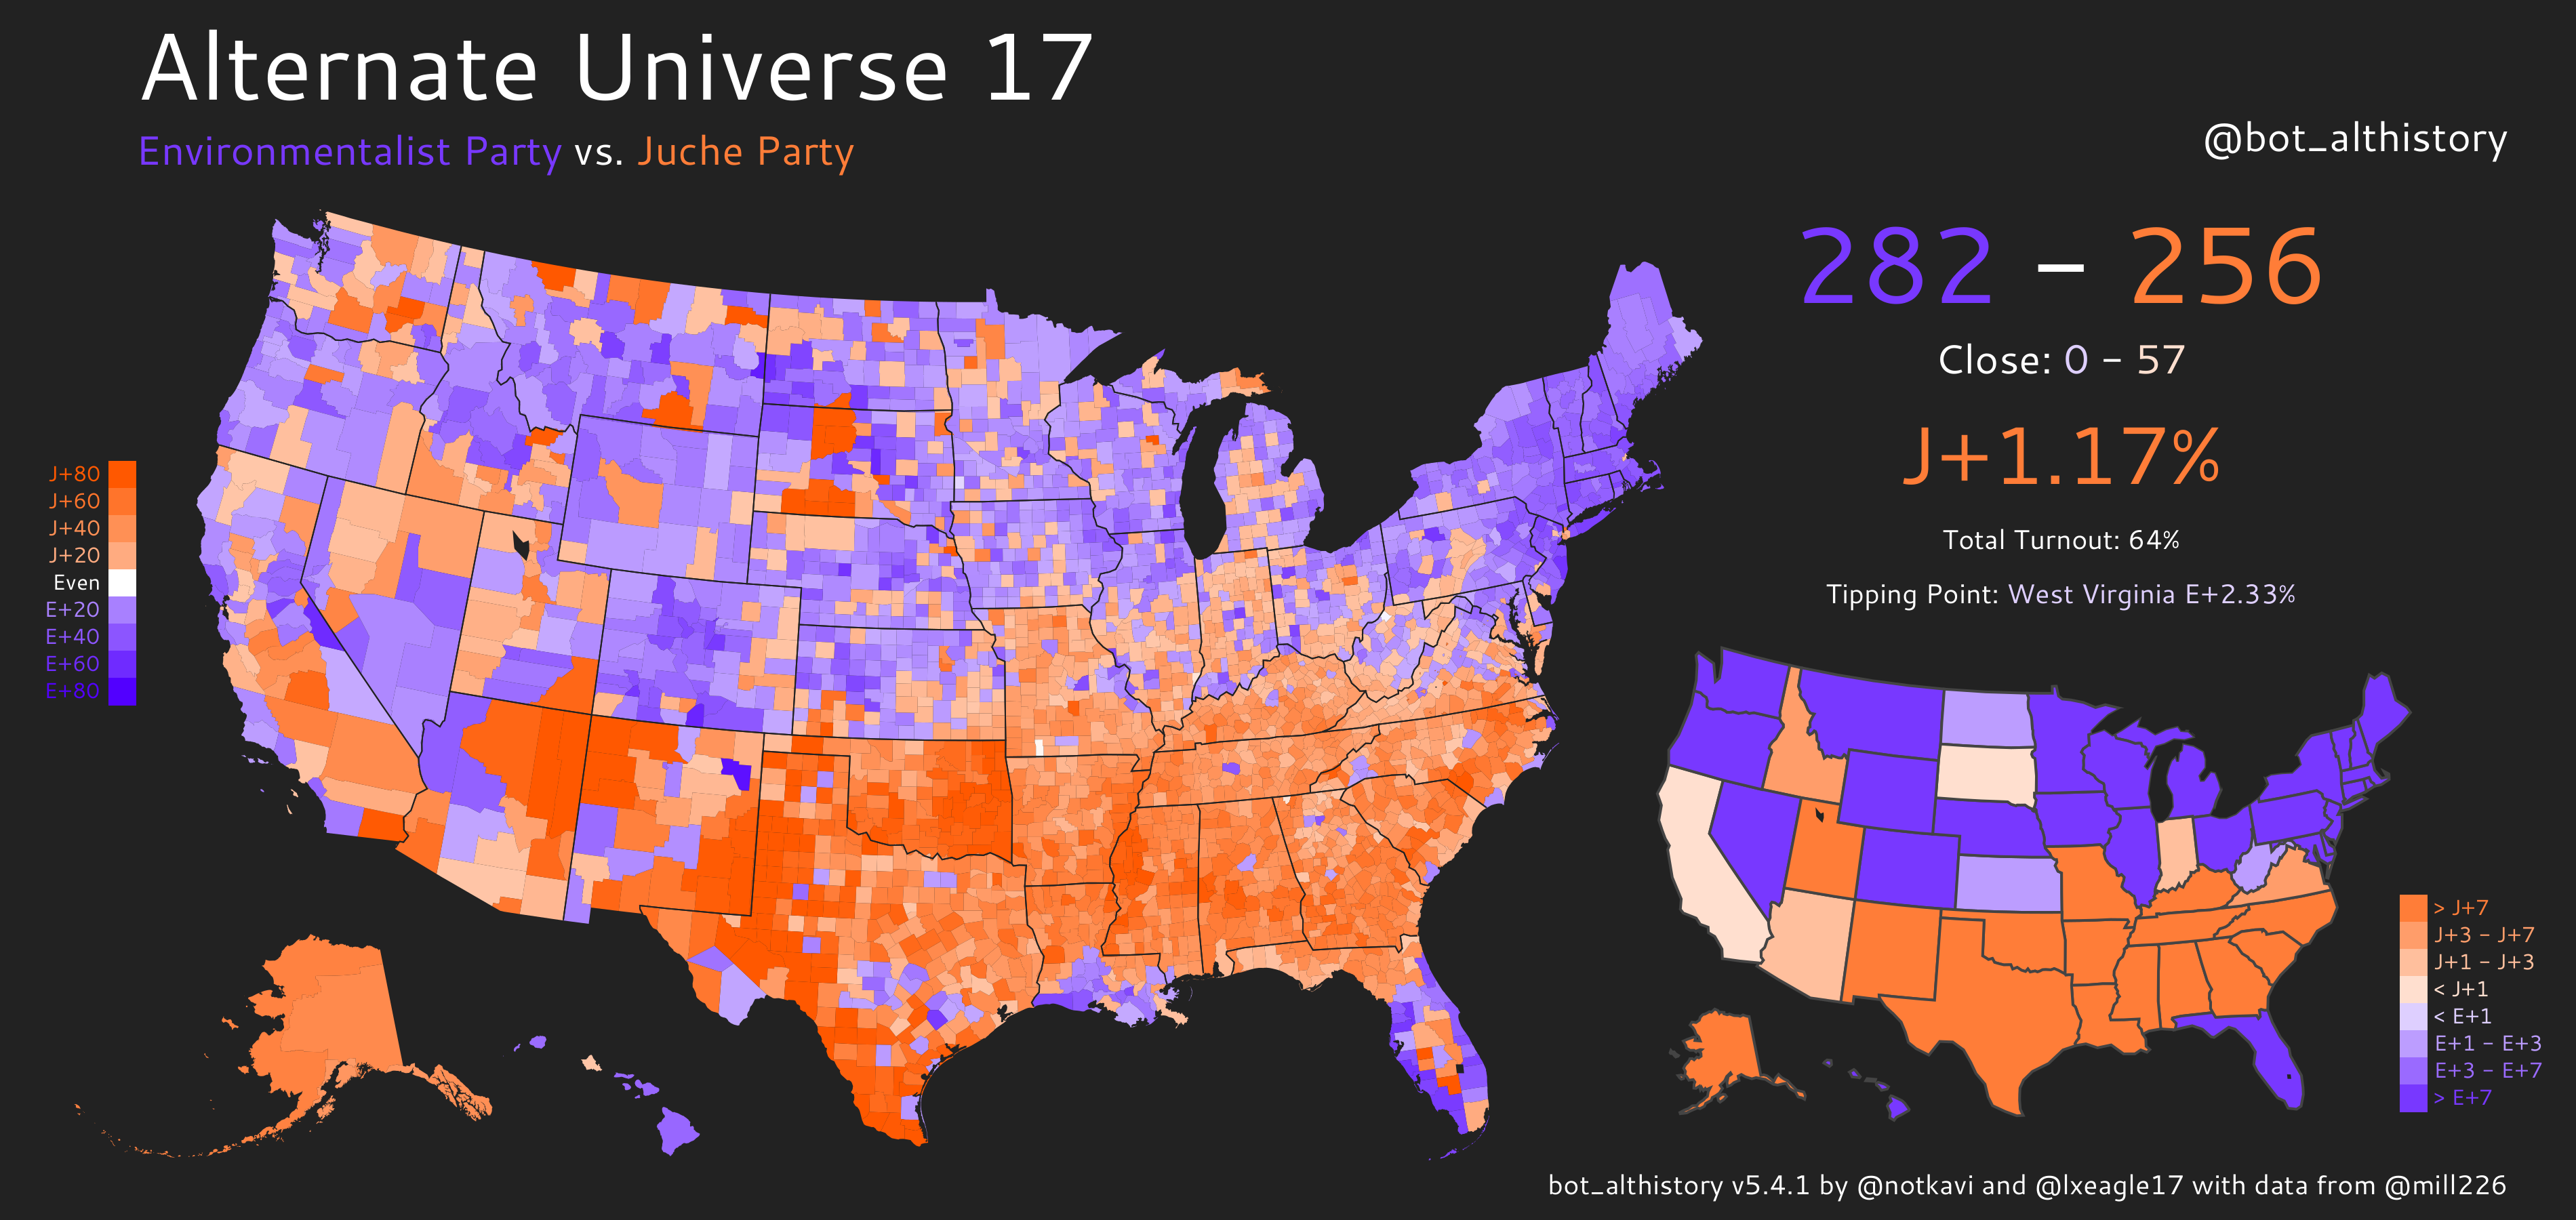 Alternate Universe 17
Environmentalist Party vs. Juche Party
@bot_althistory
282 – 256
Close: 0 - 57
J+1.17%
Total Turnout: 64%
Tipping Point: West Virginia E+2.33%
J+80
J+60
J+40
J+20
Even
E+20
E+40
E+60
E+80
> J+7
J+3 - J+7
J+1 - J+3
< J+1
< E+1
E+1 - E+3
E+3 - E+7
> E+7
bot_althistory v5.4.1 by @notkavi and @lxeagle17 with data from @mill226